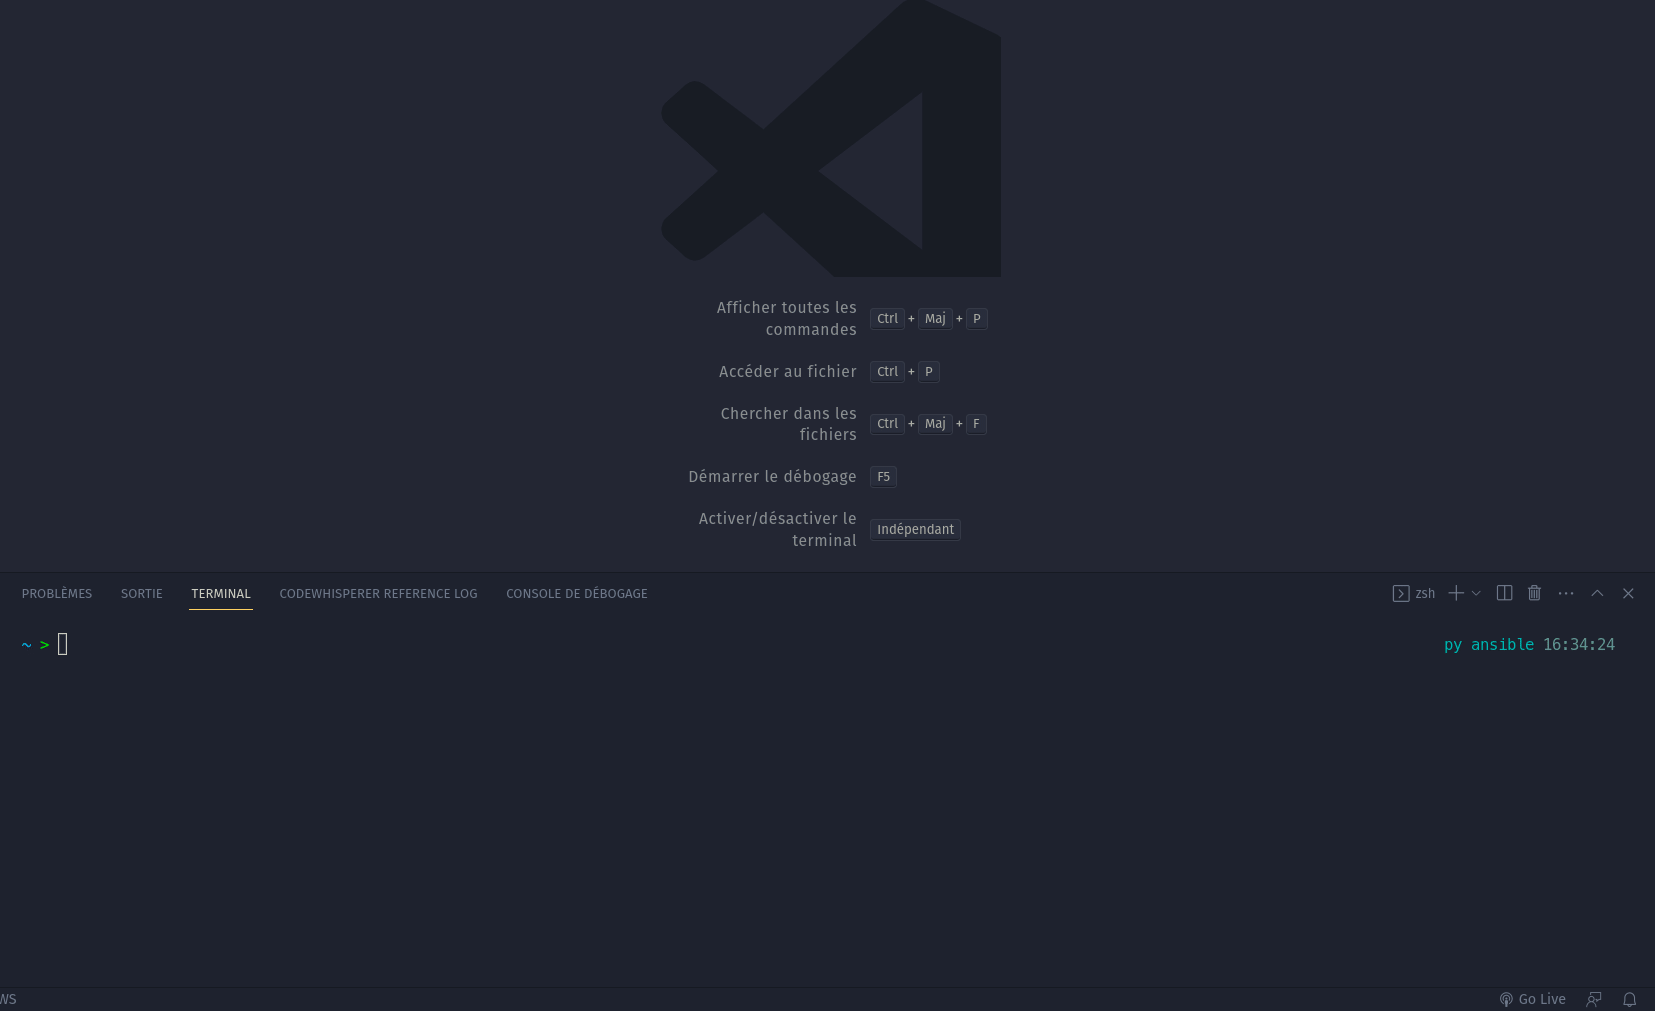 Afficher toutes les
commandes
Ctrl + Maj + P
Accéder au fichier Ctrl + P
Chercher dans les
fichiers
Ctrl + Maj + F
Démarrer le débogage F5
Activer/désactiver le
terminal
Indépendant
PROBLÈMES SORTIE TERMINAL CODEWHISPERER REFERENCE LOG CONSOLE DE DÉBOGAGE zsh
~ > py ansible 16:34:24
WS Go Live